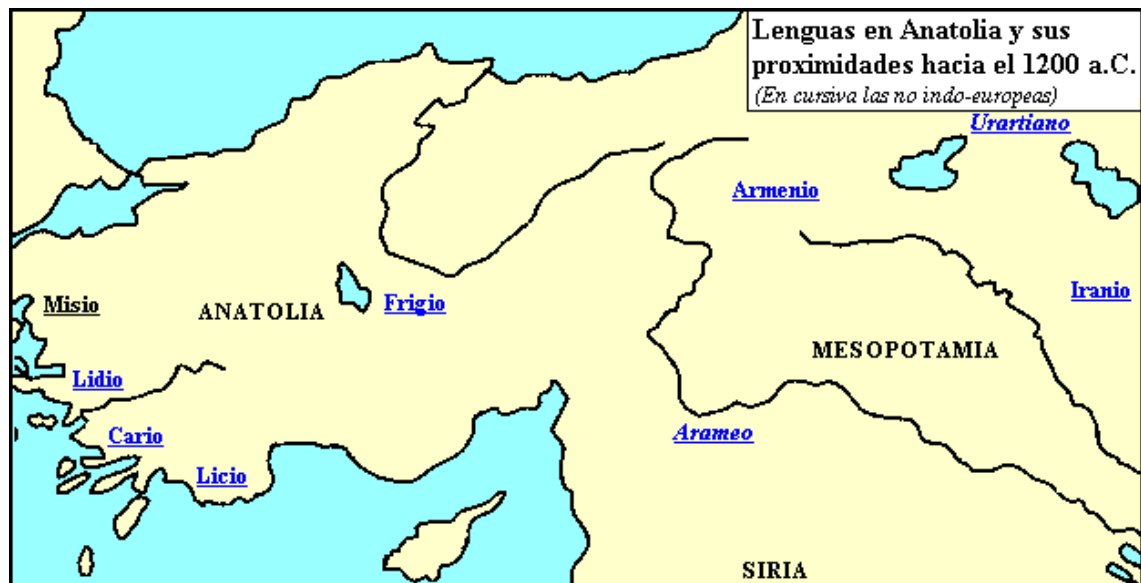 Lenguas en Anatolia y sus
proximidades hacia el 1200 a.C.
(En cursiva las no indo-europeas)
Urartiano
Armenio
Misio
ANATOLIA
Frigio
Iranio
MESOPOTAMIA
Lidio
Cario
Arameo
Licio
SIRIA